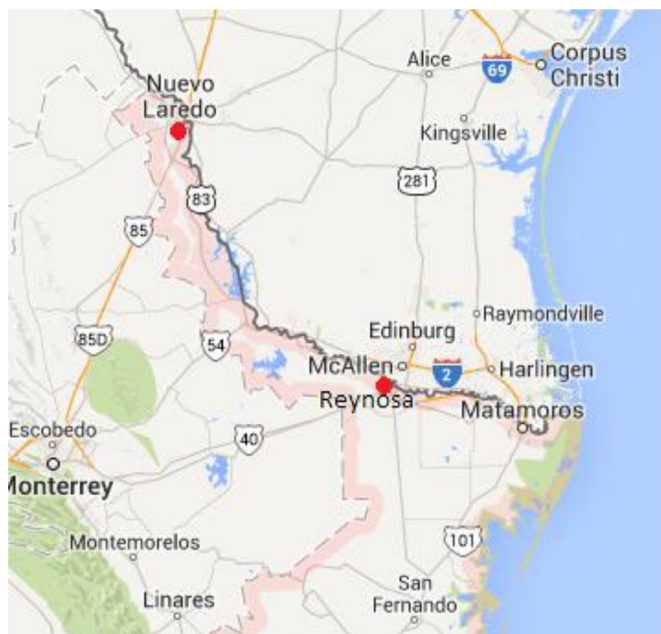 Nuevo
Laredo
Alice
69
Corpus
Christi
Kingsville
83
281
85
Raymondville
Edinburg
85D
54
McAllen
2
Harlingen
Reynosa
Matamoros
Escobedo
40
Monterrey
101
Montemorelos
San
Fernando
Linares